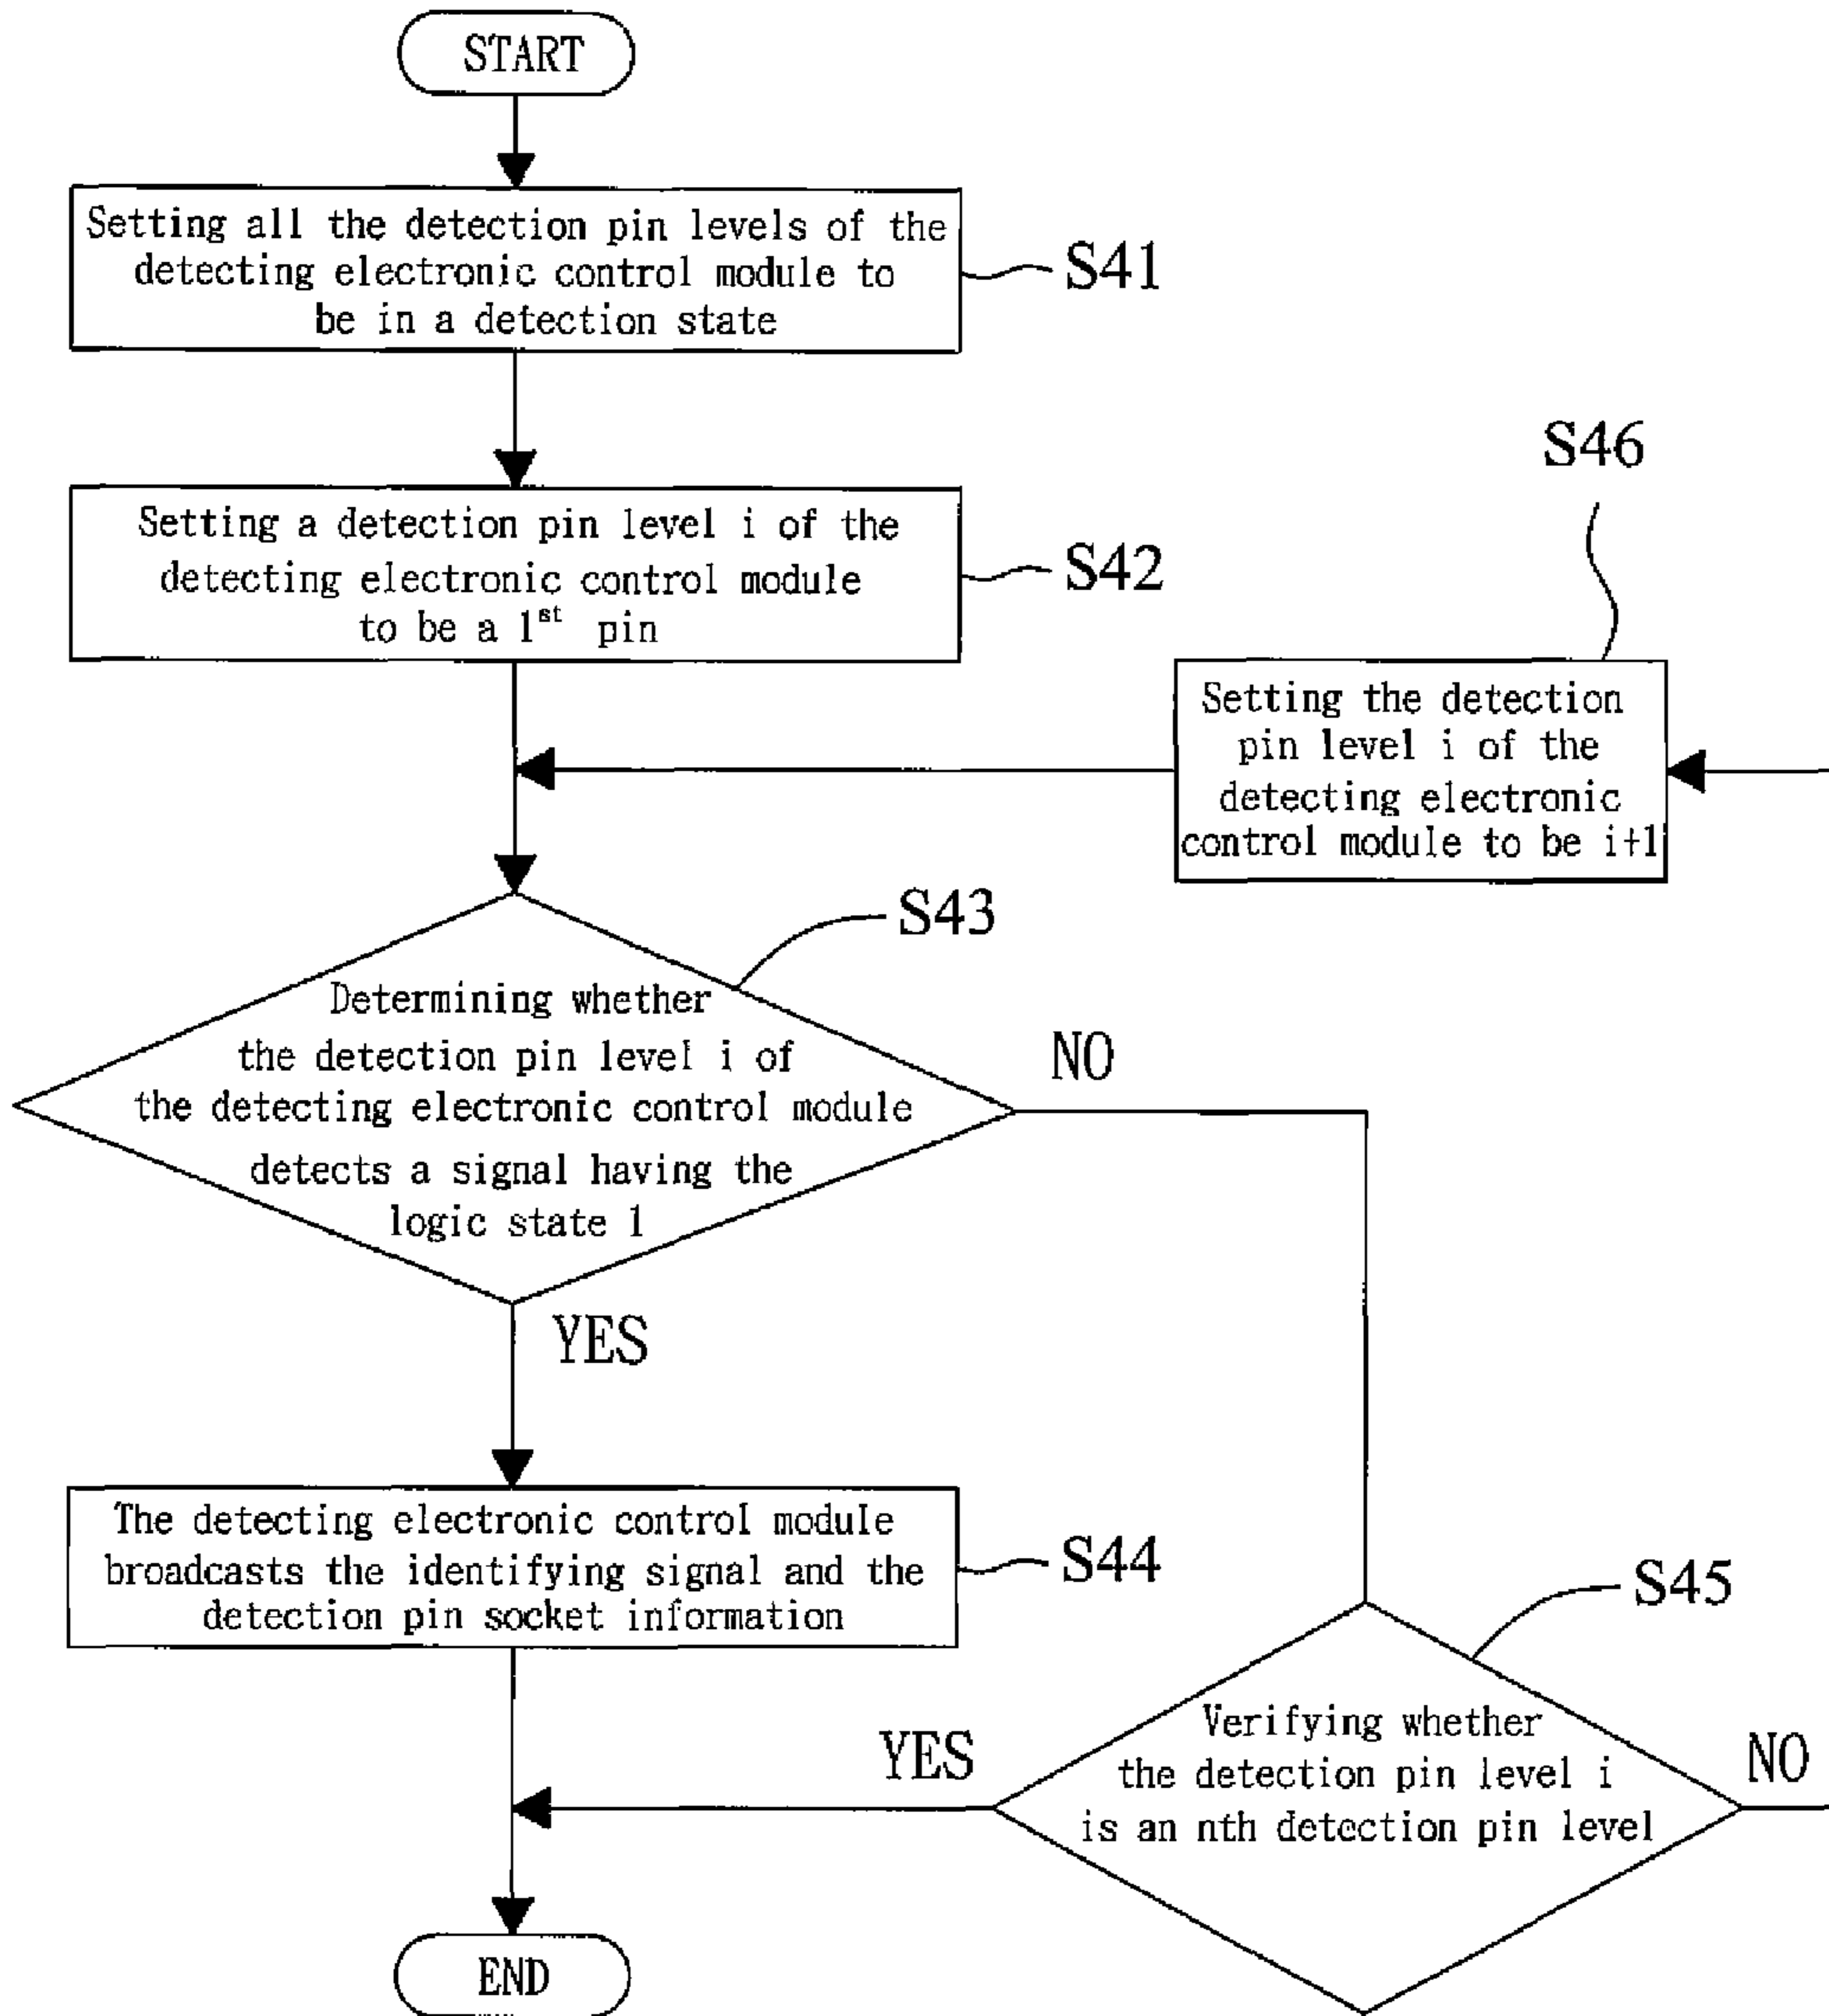 START
Setting all the detection pin levels of the
detecting electronic control module to
be in a detection state
S41
Setting a detection pin level i of the
detecting electronic control module
to be a 1st pin
S42
S46
Setting the detection
pin level i of the
detecting electronic
control module to be i+1
S43
Determining whether
the detection pin level i of
the detecting electronic control module
detects a signal having the
logic state 1
NO
YES
The detecting electronic control module
broadcasts the identifying signal and the
detection pin socket information
S44
S45
Verifying whether
the detection pin level i
is an nth detection pin level
YES
NO
END